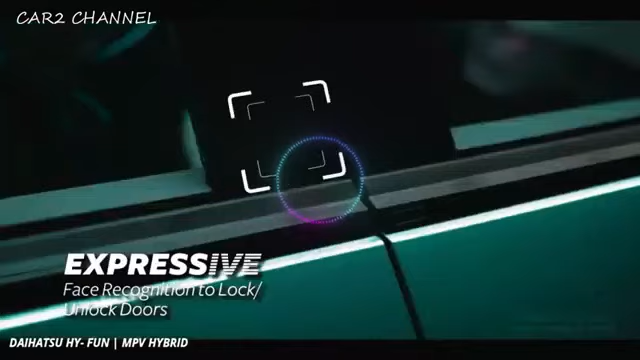 CAR2 CHANNEL
EXPRESSIVE
Face Recognition to Lock/
Unlock Doors
DAIHATSU HY- FUN | MPV HYBRID